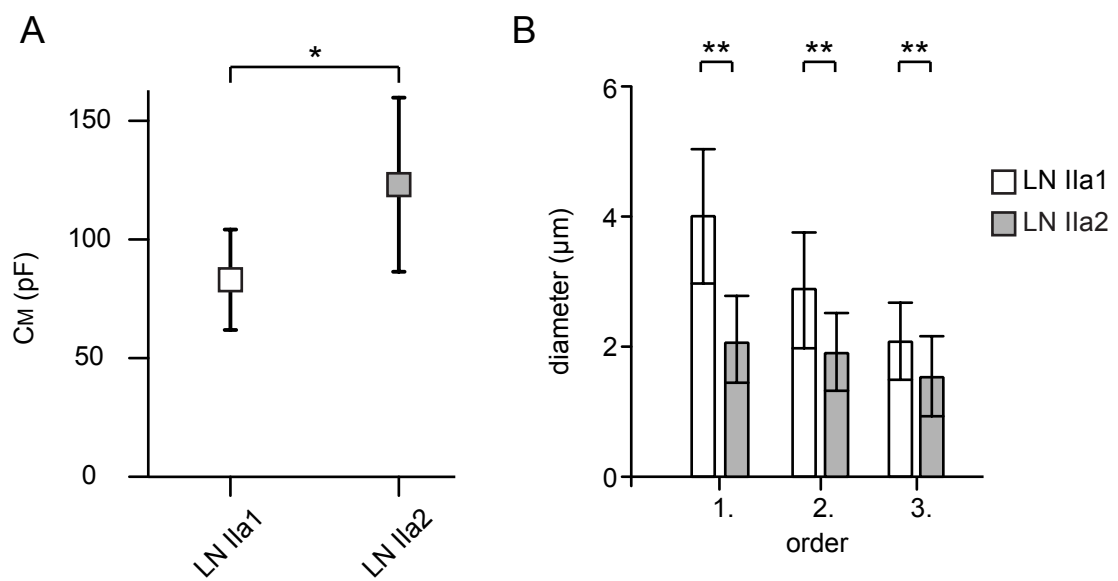 A
*
150
100
50
0
CM (pF)
LN IIa1
LN IIa2
B
** ** **
6
4
2
0
diameter (µm)
1. 2. 3.
order
LN IIa1
LN IIa2